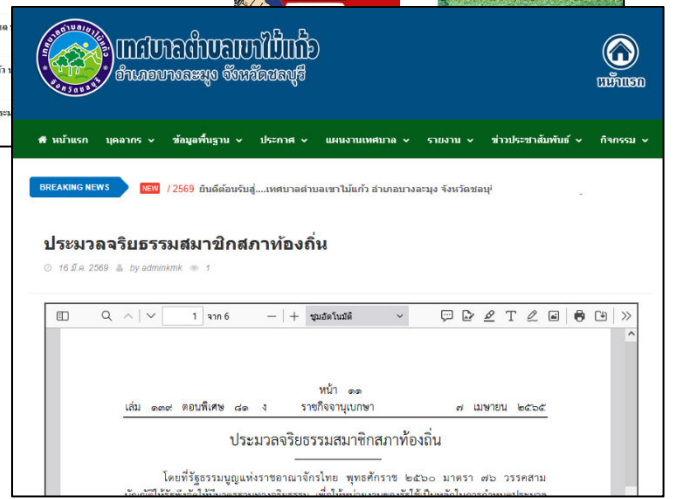 เทศบาลตำบลเขาไม้แก้ว
อำเภอบางละมุง จังหวัดชลบุรี
หน้าแรก
หน้าแรก บุคลากร ข้อมูลพื้นฐาน ประกาศ แผนงานเทศบาล รายงาน ข่าวประชาสัมพันธ์ กิจกรรม
BREAKING NEWS NEW / 2569 ยินดีต้อนรับสู่....เทศบาลตำบลเขาไม้แก้ว อำเภอบางละมุง จังหวัดชลบุ
ประมวลจริยธรรมสมาชิกสภาท้องถิ่น
16 มี.ค. 2569 by adminkmk 1
1 จาก 6 ซูมอัตโนมัติ
หน้า ๑๑
เล่ม ๑๓๙ ตอนพิเศษ ๘๑ ง ราชกิจจานุเบกษา ๗ เมษายน ๒๕๖๕
ประมวลจริยธรรมสมาชิกสภาท้องถิ่น
โดยที่รัฐธรรมนูญแห่งราชอาณาจักรไทย พุทธศักราช ๒๕๖๐ มาตรา ๗๖ วรรคสาม